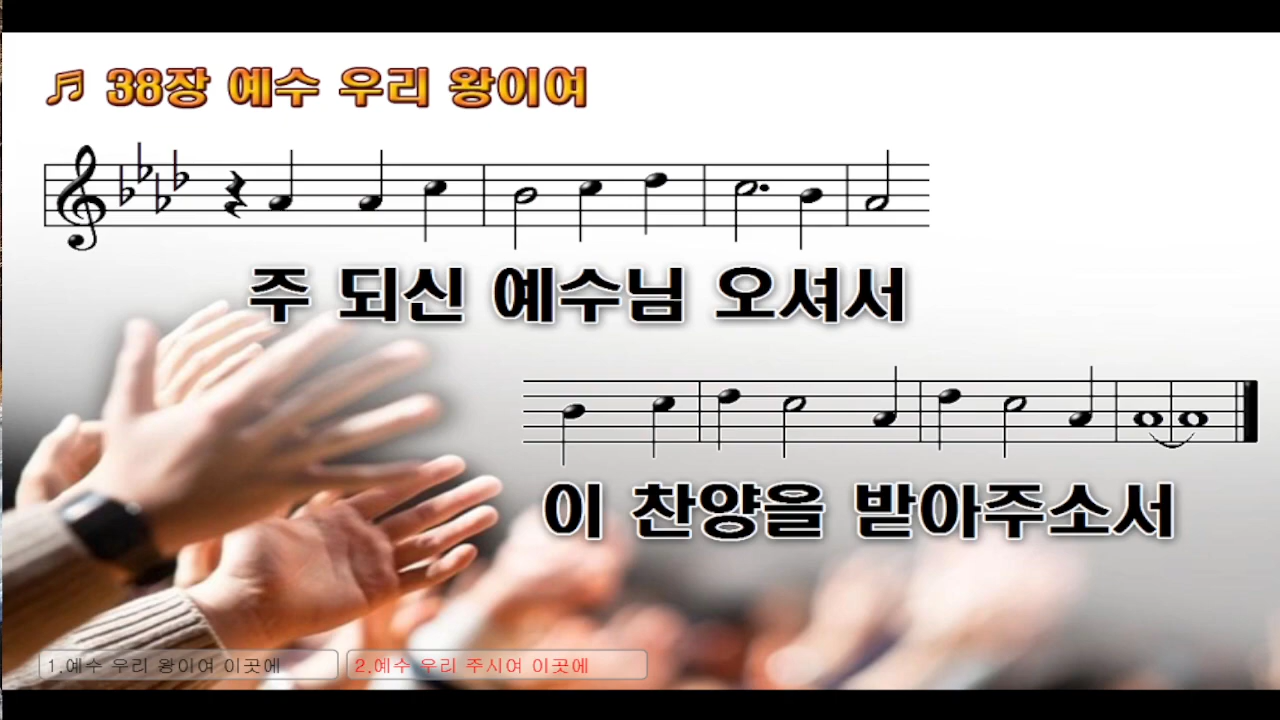 ♬ 38장 예수 우리 왕이여
주 되신 예수님 오셔서
이 찬양을 받아주소서
1.예수 우리 왕이여 이곳에
2.예수 우리 주시여 이곳에